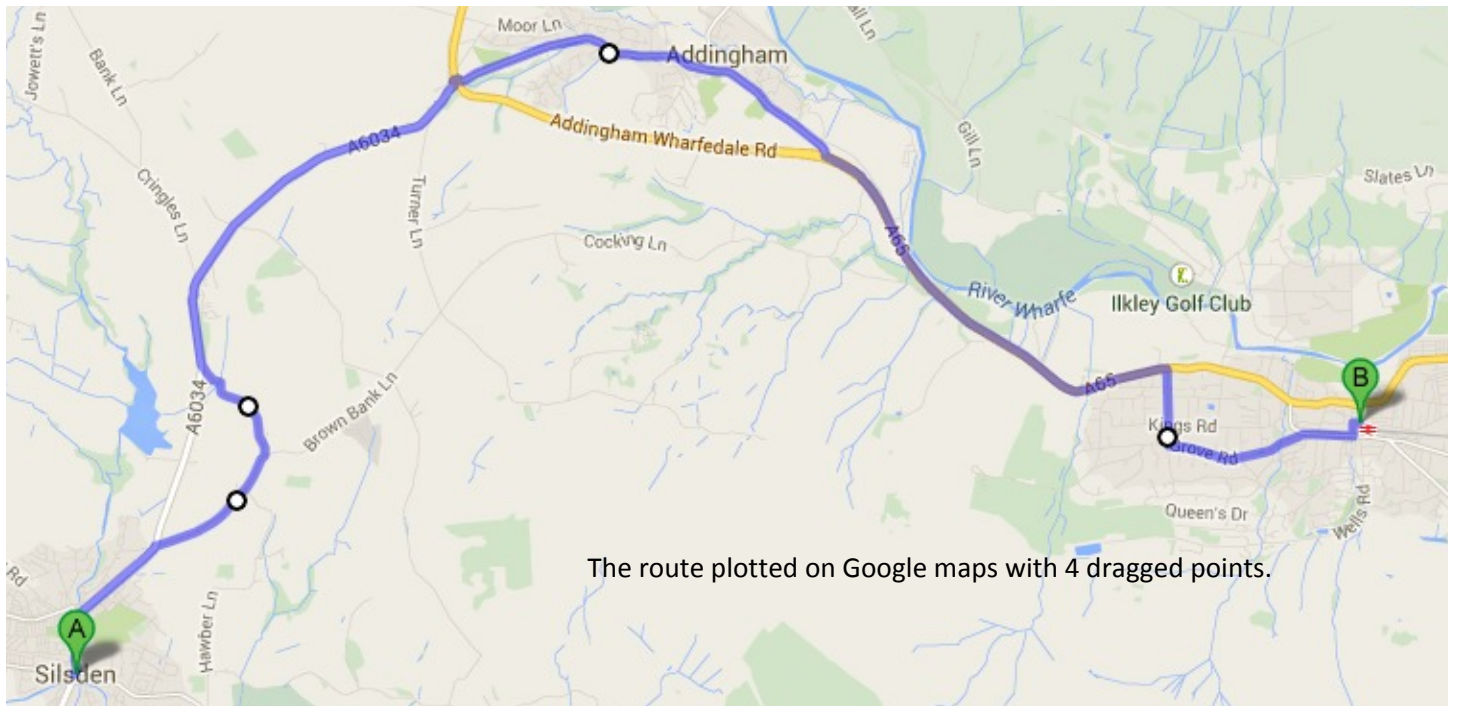 Jowett's Ln
Bank Ln
Moor Ln
Addingham
A6034
Addingham Wharfedale Rd
Gill Ln
Slates Ln
Cringles Ln
Turner Ln
Cocking Ln
A65
River Wharfe
Ilkley Golf Club
A6034
Brown Bank Ln
A65
B
Kings Rd
Grove Rd
Queen's Dr
Wells Rd
The route plotted on Google maps with 4 dragged points.
Rd
Hawber Ln
A
Silsden